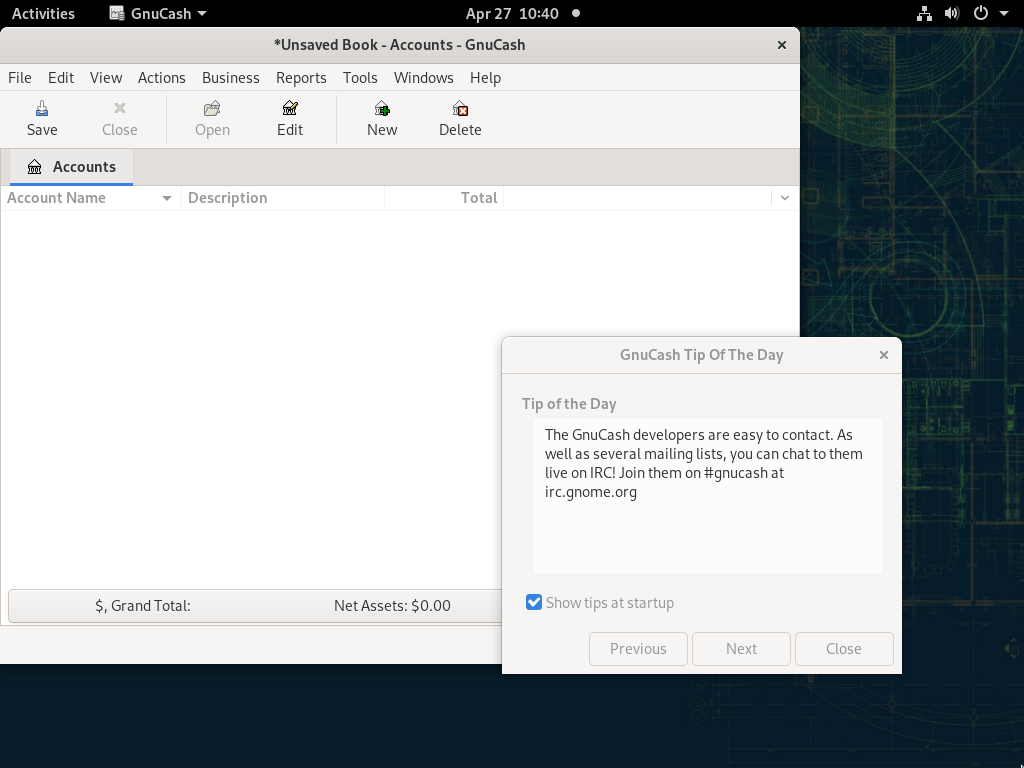 Activities GnuCash Apr 27 10:40
*Unsaved Book - Accounts - GnuCash
File Edit View Actions Business Reports Tools Windows Help
Save Close Open Edit New Delete
Accounts
Account Name Description Total
GnuCash Tip Of The Day
Tip of the Day
The GnuCash developers are easy to contact. As
well as several mailing lists, you can chat to them
live on IRC! Join them on #gnucash at
irc.gnome.org
Show tips at startup
Previous Next Close
$, Grand Total: Net Assets: $0.00